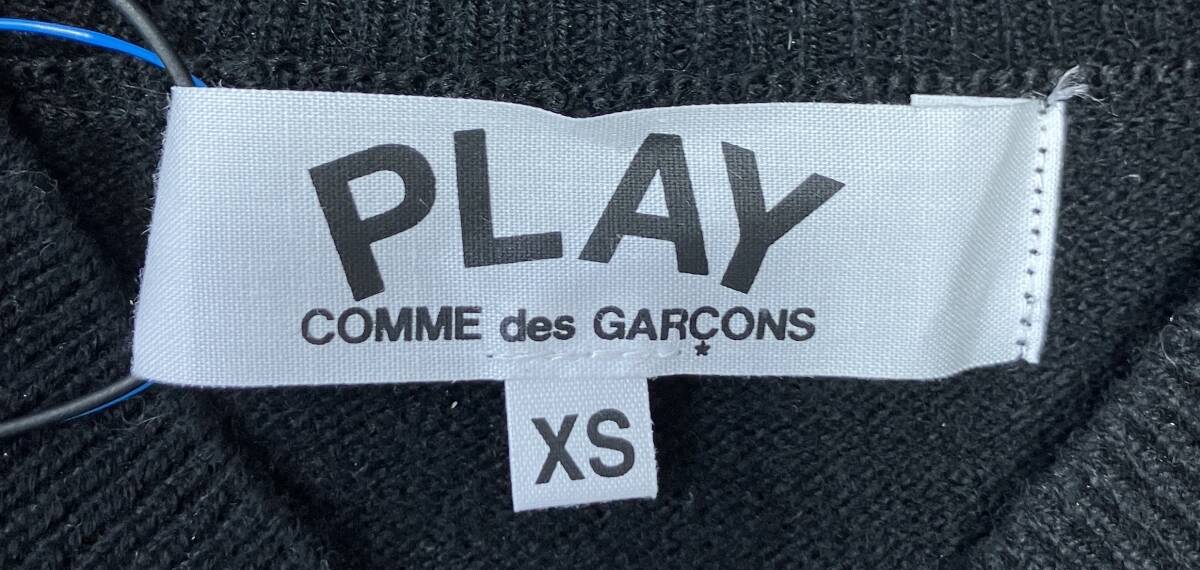 PLAY
COMME des GARÇONS
XS